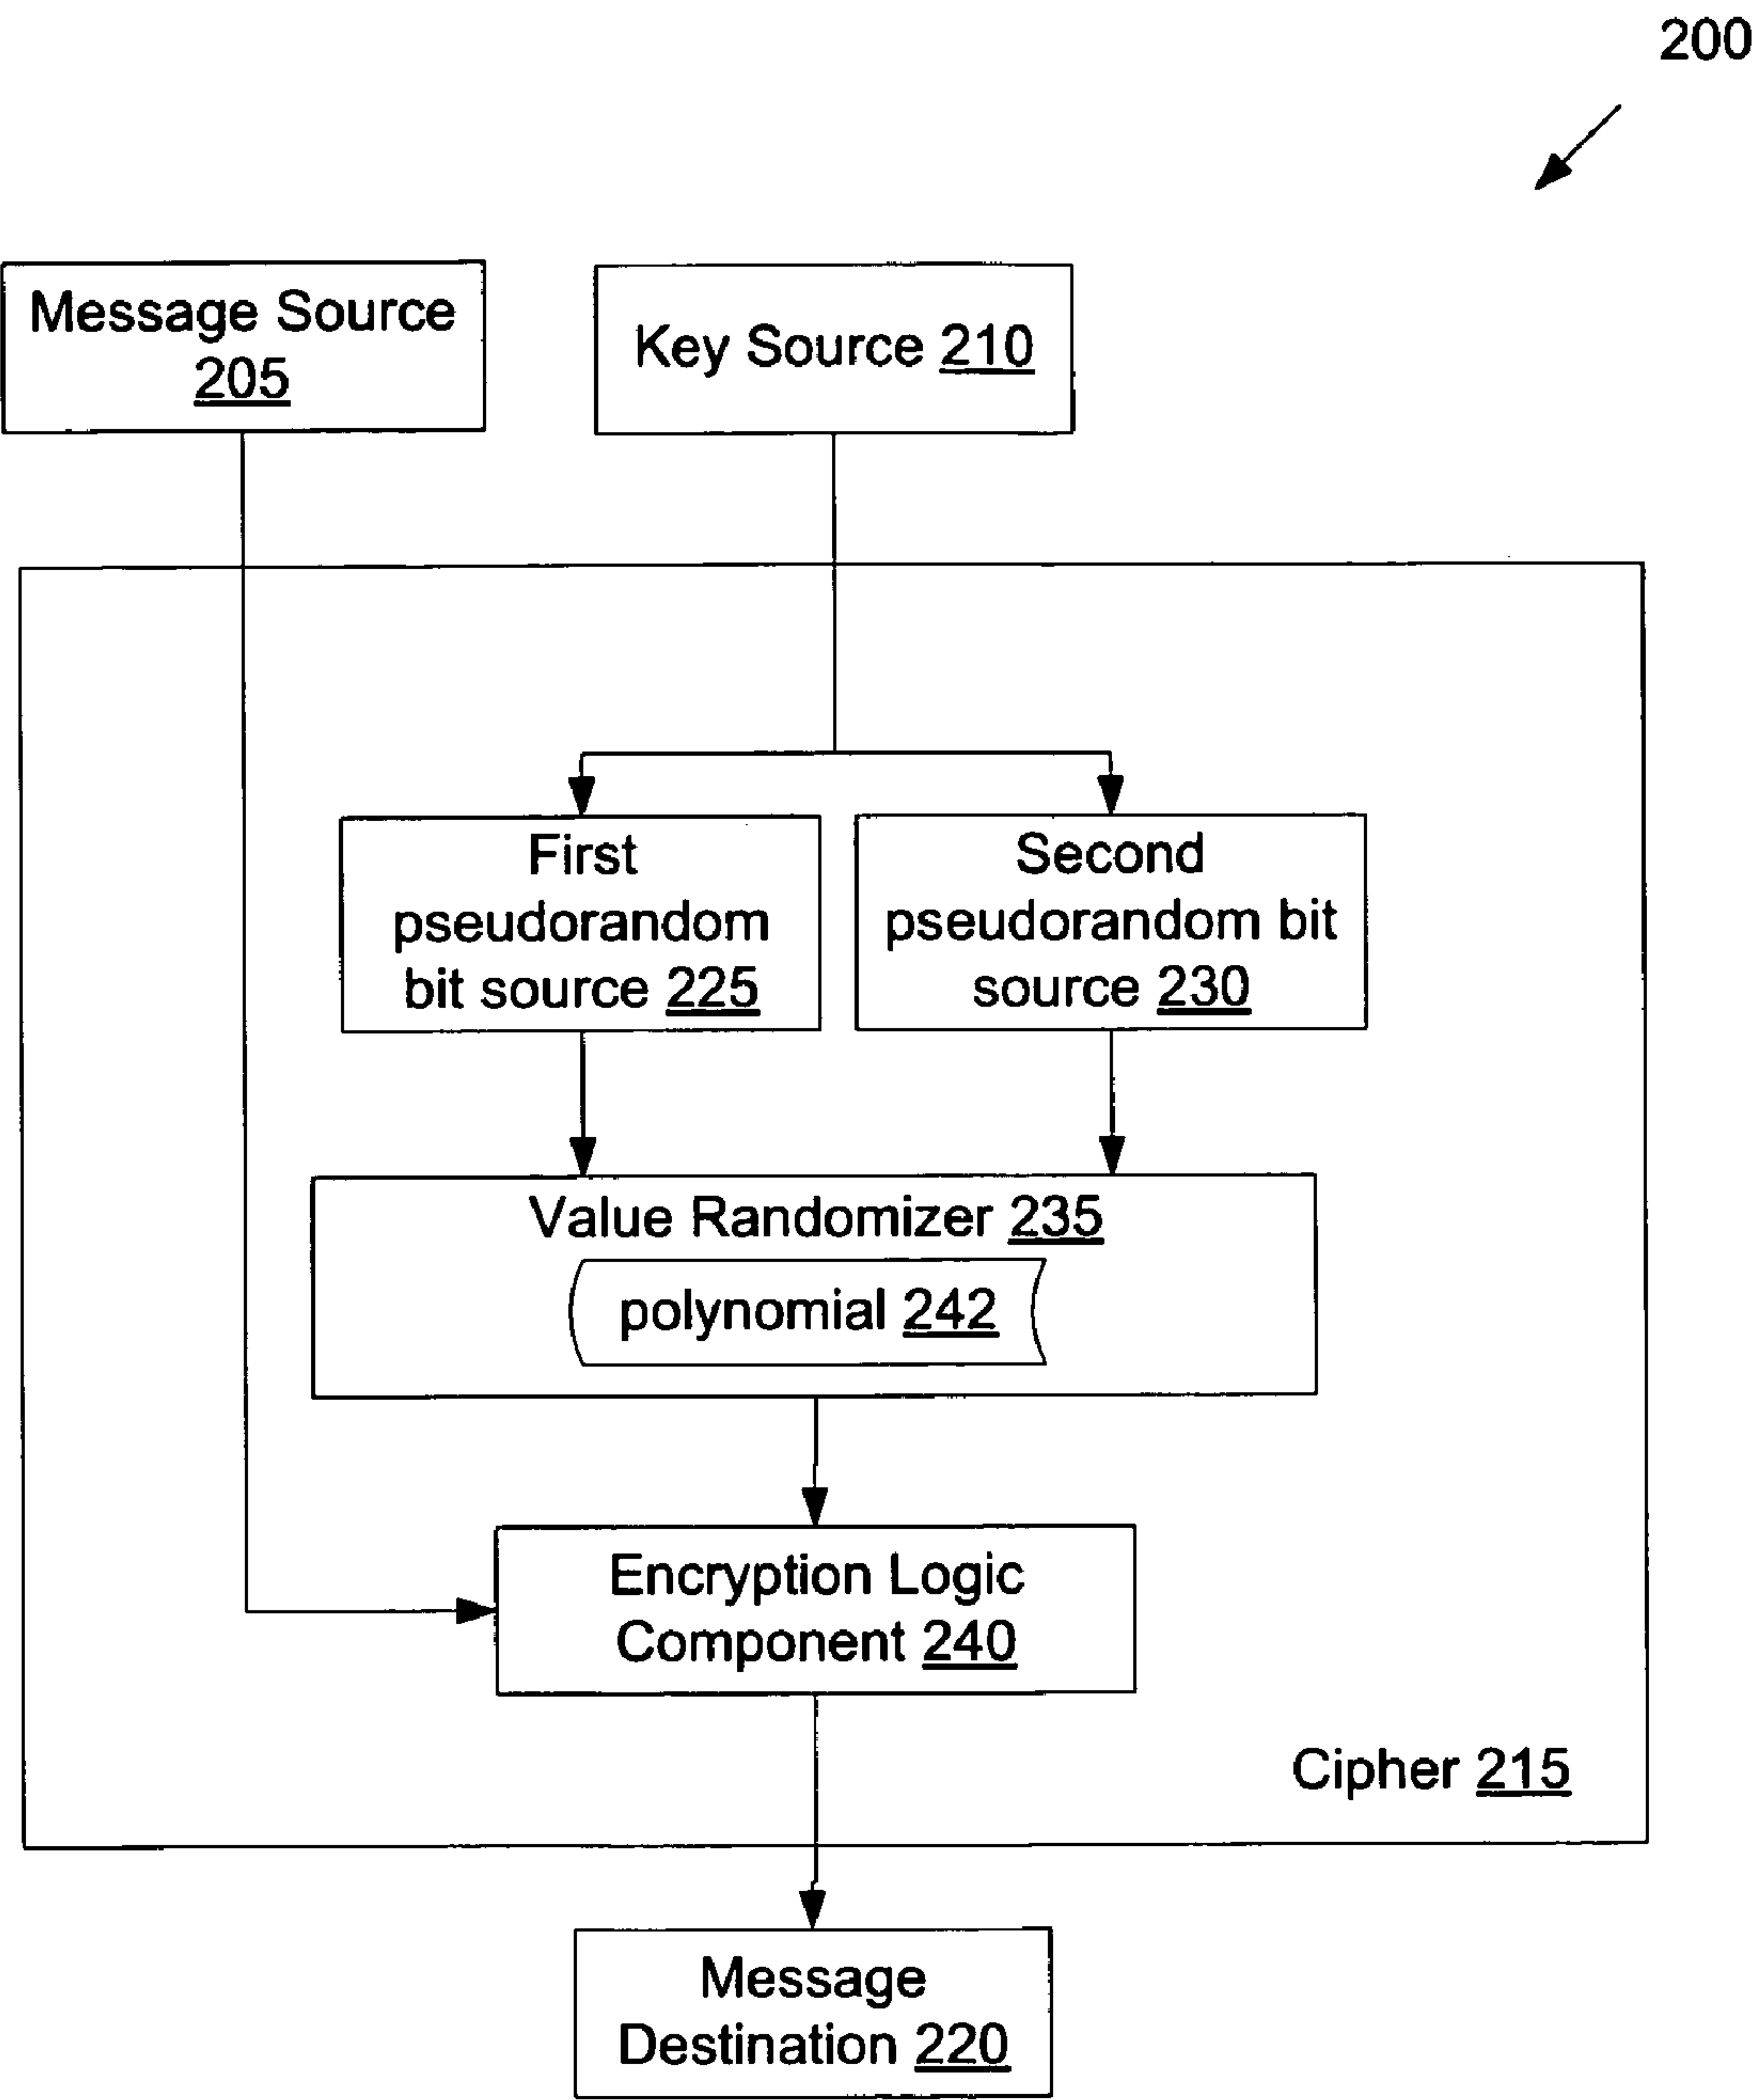 200
Message Source
205
Key Source 210
First
pseudorandom
bit source 225
Second
pseudorandom bit
source 230
Value Randomizer 235
polynomial 242
Encryption Logic
Component 240
Cipher 215
Message
Destination 220